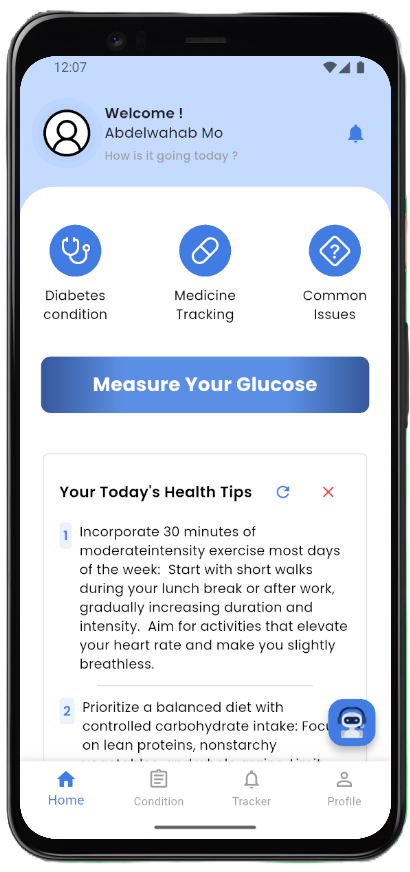 12:07
Welcome !
Abdelwahab Mo
How is it going today ?
Diabetes
condition
Medicine
Tracking
Common
Issues
Measure Your Glucose
Your Today's Health Tips
1 Incorporate 30 minutes of
moderateintensity exercise most days
of the week:  Start with short walks
during your lunch break or after work,
gradually increasing duration and
intensity.  Aim for activities that elevate
your heart rate and make you slightly
breathless.
2 Prioritize a balanced diet with
controlled carbohydrate intake:
on lean proteins, nonstarchy
Home
Condition
Tracker
Profile